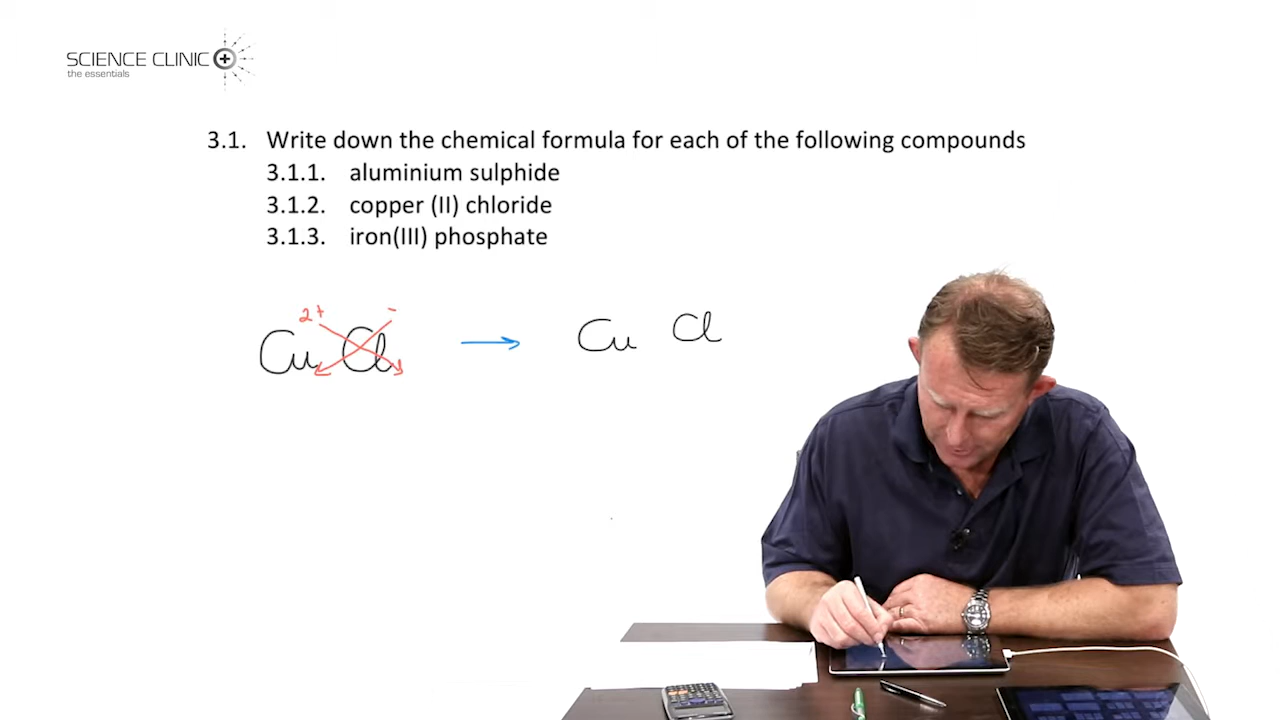 SCIENCE CLINIC
the essentials
3.1. Write down the chemical formula for each of the following compounds
3.1.1. aluminium sulphide
3.1.2. copper (II) chloride
3.1.3. iron(III) phosphate
2+ -
Cu Cl → Cu Cl